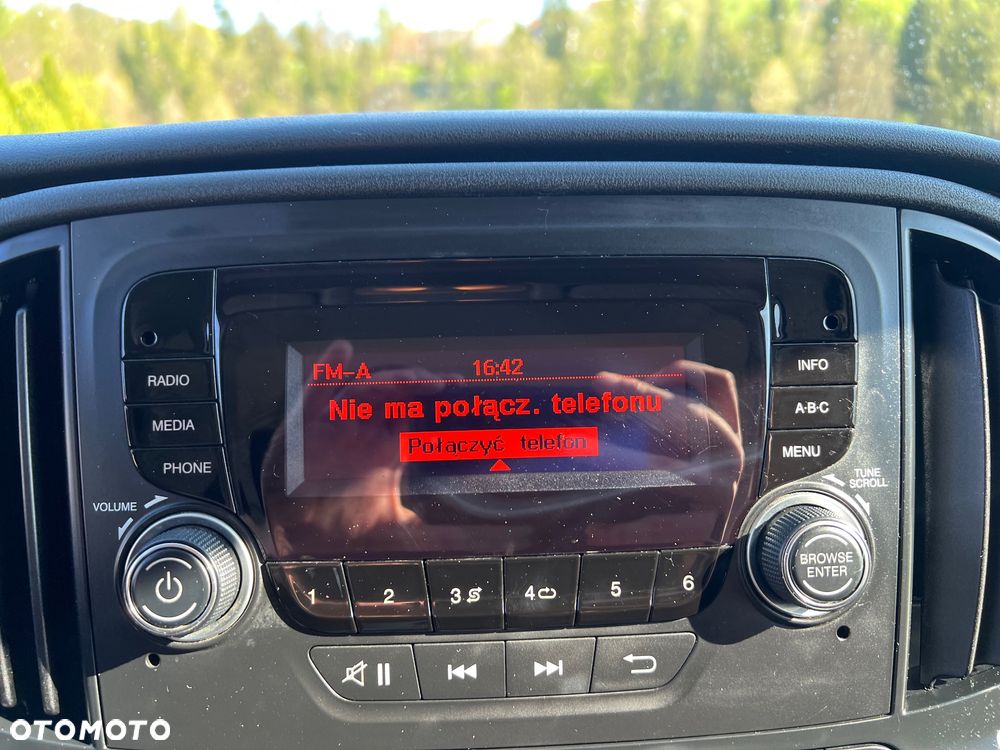 FM-A 16:42
Nie ma połącz. telefonu
Połączyć telefon
RADIO
MEDIA
PHONE
INFO
A·B·C
MENU
VOLUME
TUNE
SCROLL
BROWSE
ENTER
1 2 3 4 5 6
OTOMOTO